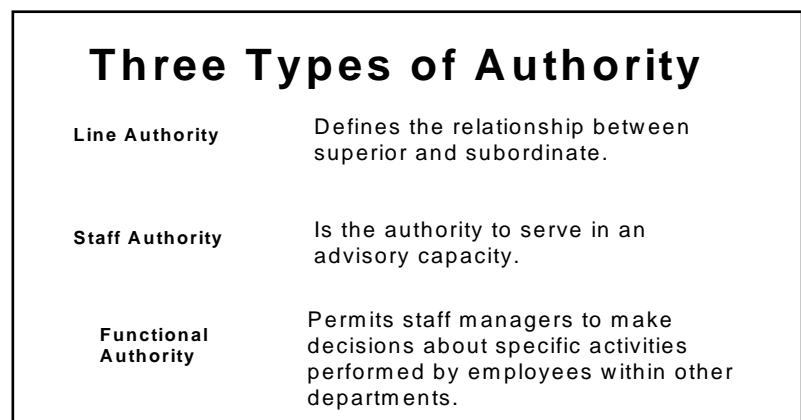 Three Types of Authority
Line Authority
Defines the relationship between
superior and subordinate.
Staff Authority
Is the authority to serve in an
advisory capacity.
Functional
Authority
Permits staff managers to make
decisions about specific activities
performed by employees within other
departments.